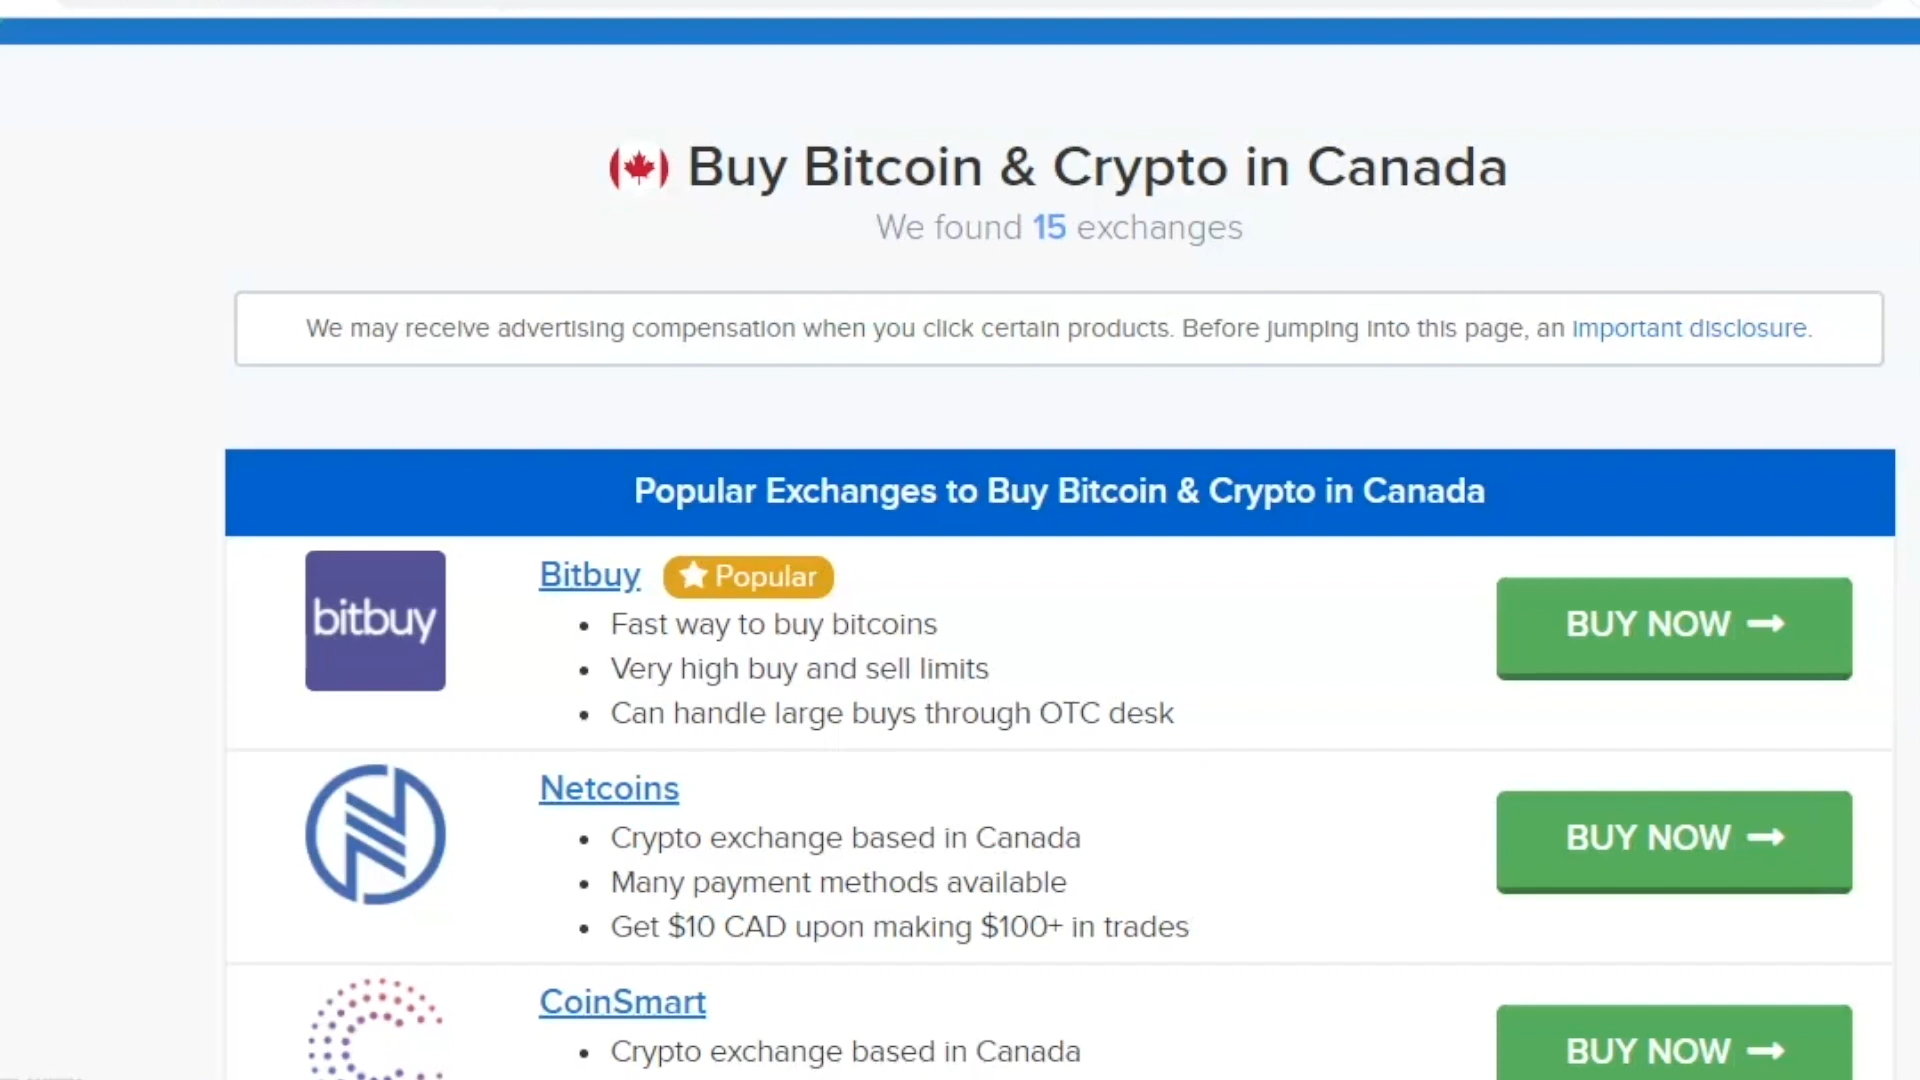 Buy Bitcoin & Crypto in Canada
We found 15 exchanges
We may receive advertising compensation when you click certain products. Before jumping into this page, an important disclosure.
Popular Exchanges to Buy Bitcoin & Crypto in Canada
bitbuy
Bitbuy
Popular
Fast way to buy bitcoins
Very high buy and sell limits
Can handle large buys through OTC desk
BUY NOW
Netcoins
Crypto exchange based in Canada
Many payment methods available
Get $10 CAD upon making $100+ in trades
BUY NOW
CoinSmart
Crypto exchange based in Canada
BUY NOW